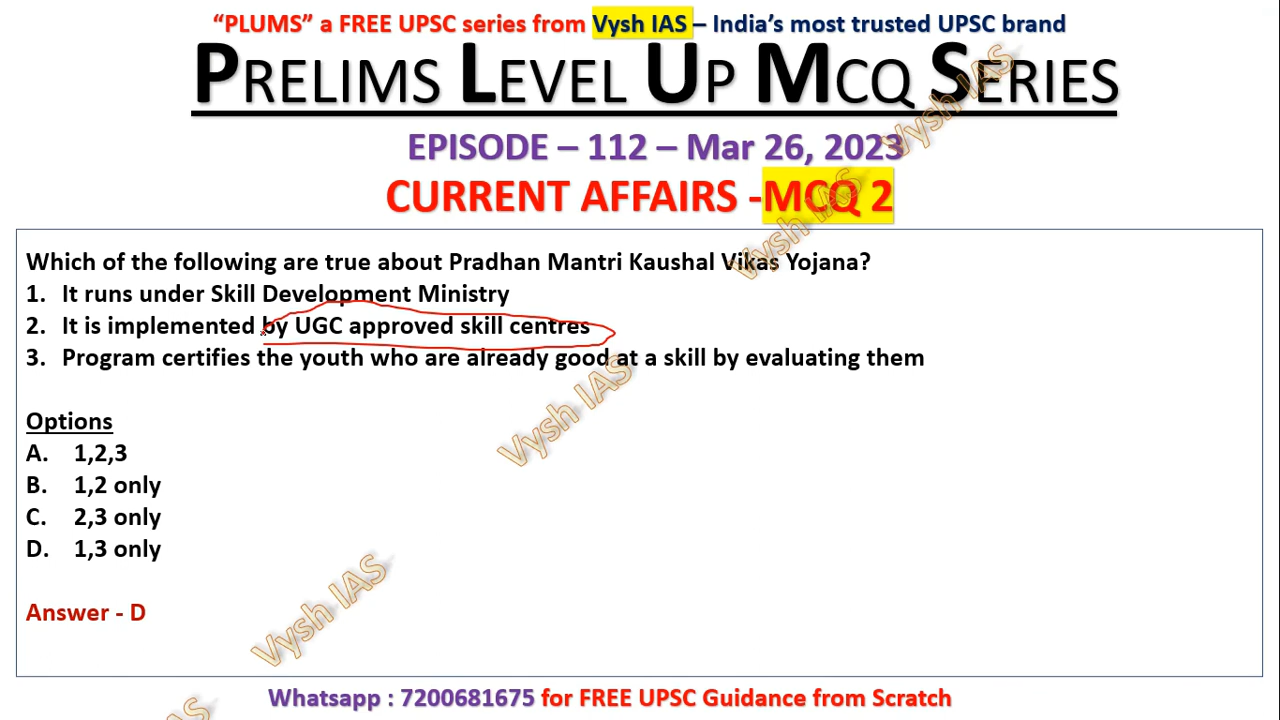 “PLUMS” a FREE UPSC series from Vysh IAS – India’s most trusted UPSC brand
PRELIMS LEVEL UP MCQ SERIES
EPISODE – 112 – Mar 26, 2023
CURRENT AFFAIRS -MCQ 2
Which of the following are true about Pradhan Mantri Kaushal Vikas Yojana?
1. It runs under Skill Development Ministry
2. It is implemented by UGC approved skill centres
3. Program certifies the youth who are already good at a skill by evaluating them
Options
A. 1,2,3
B. 1,2 only
C. 2,3 only
D. 1,3 only
Answer - D
Whatsapp : 7200681675 for FREE UPSC Guidance from Scratch
Vysh IAS
Vysh IAS
Vysh IAS
Vysh IAS
Vysh IAS